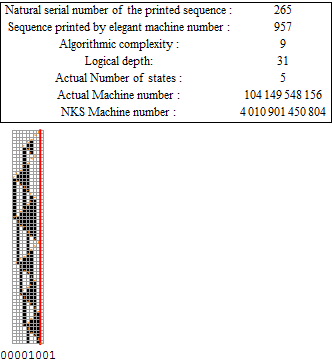 Natural serial number of the printed sequence : 265
Sequence printed by elegant machine number : 957
Algorithmic complexity : 9
Logical depth: 31
Actual Number of states : 5
Actual Machine number : 104 149 548 156
NKS Machine number : 4 010 901 450 804
00001001